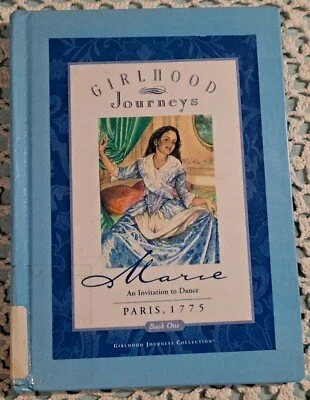 GIRLHOOD
Journeys
Marie
An Invitation to Dance
PARIS, 1775
Book One
GIRLHOOD JOURNEYS COLLECTION®